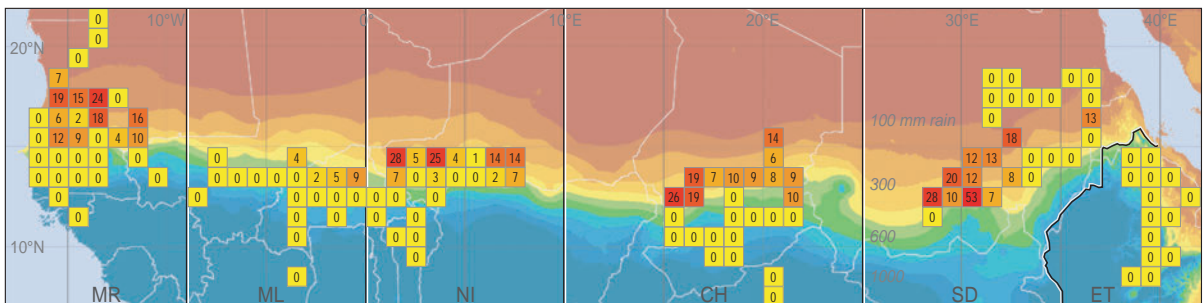 0 10°W 0° 10°E 20°E 30°E 40°E
0
20°N
0
7 0 0 0 0
19 15 24 0 0 0 0 0 0
0 6 2 18 16 100 mm rain 0 13
0 12 9 0 4 10 14 18 0
0 0 0 0 0 0 4 28 5 25 4 1 14 14 6 12 13 0 0 0 0 0
0 0 0 0 0 0 0 0 0 0 2 5 9 7 0 3 0 0 2 7 19 7 10 9 8 9 300 20 12 8 0 0 0 0
0 0 0 0 0 0 0 0 0 26 19 0 10 28 10 53 7 0 0 0
0 0 0 0 0 0 0 0 0 0 0 0 0
10°N 0 0 0 0 0 0 0 600 0 0
0 0 0 0 0
0 0 1000 0 0
MR ML NI CH 0 SD ET